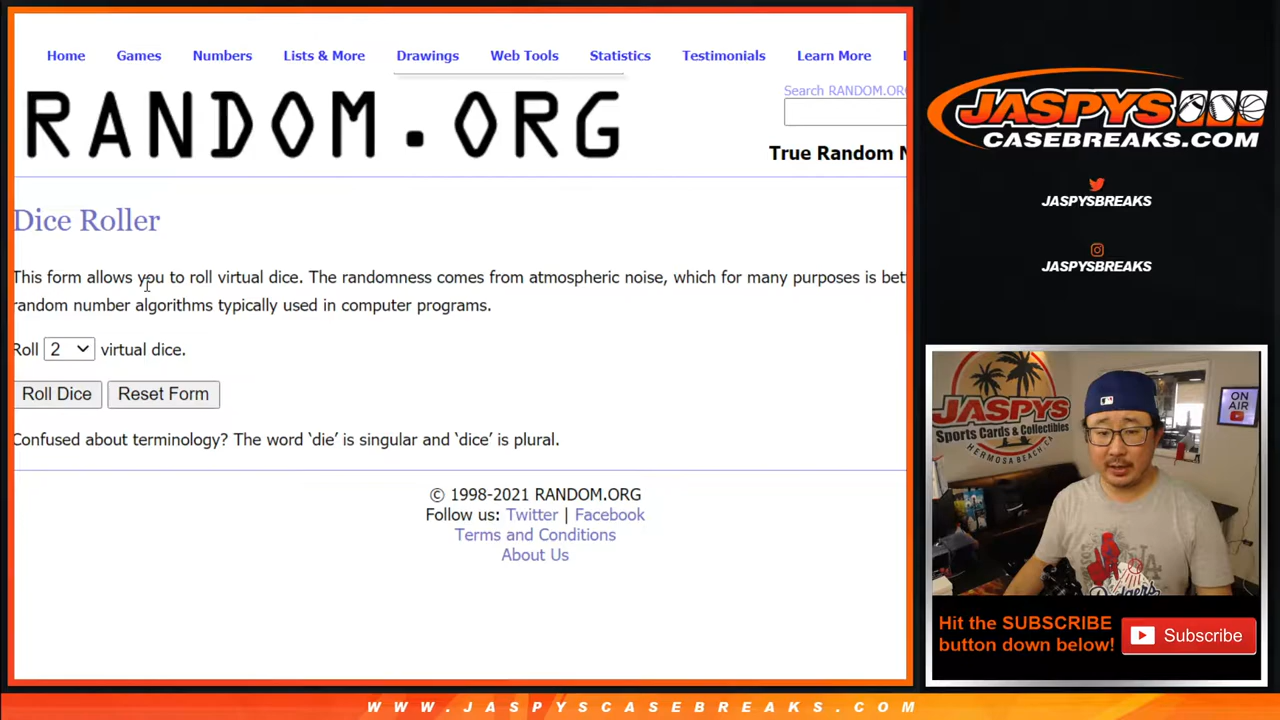 Home Games Numbers Lists & More Drawings Web Tools Statistics Testimonials Learn More
Search RANDOM.OR
RANDOM.ORG
True Random N
Dice Roller
This form allows you to roll virtual dice. The randomness comes from atmospheric noise, which for many purposes is bet
random number algorithms typically used in computer programs.
Roll 2 virtual dice.
Roll Dice Reset Form
Confused about terminology? The word ‘die’ is singular and ‘dice’ is plural.
© 1998-2021 RANDOM.ORG
Follow us: Twitter | Facebook
Terms and Conditions
About Us
JASPYS
CASEBREAKS.COM
JASPYSBREAKS
JASPYSBREAKS
JASPYS
Sports Cards & Collectibles
HERMOSA BEACH CA
ON
AIR
LA
Dodgers
Hit the SUBSCRIBE
button down below!
Subscribe
WWW.JASPYSCASEBREAKS.COM